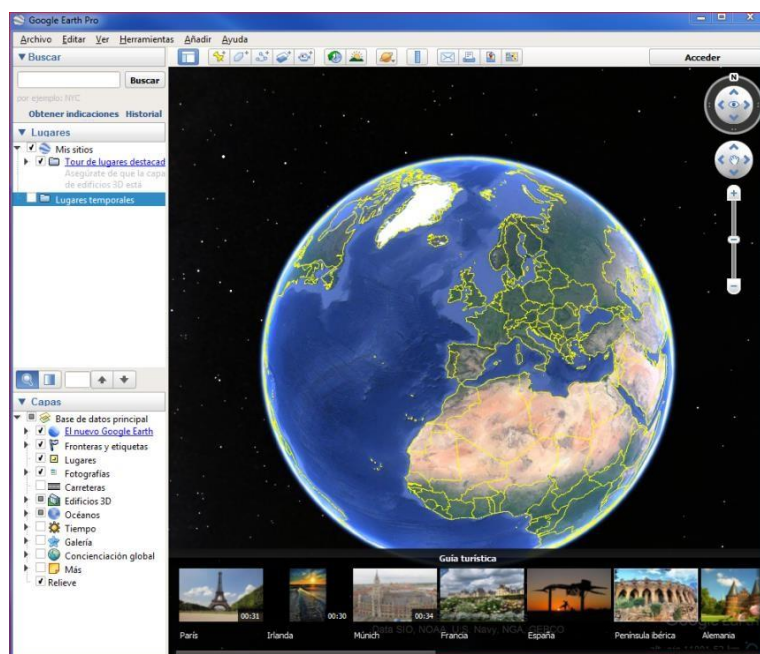 Google Earth Pro
Archivo Editar Ver Herramientas Añadir Ayuda
Buscar
Buscar
por ejemplo: NYC
Obtener indicaciones Historial
Lugares
Mis sitios
Tour de lugares destacad
Asegúrate de que la capa
de edificios 3D está
Lugares temporales
Capas
Base de datos principal
El nuevo Google Earth
Fronteras y etiquetas
Lugares
Fotografías
Carreteras
Edificios 3D
Océanos
Tiempo
Galería
Concienciación global
Más
Relieve
Acceder
N
Guía turística
00:31
00:30
00:34
París
Irlanda
Múnich
Francia
España
Península ibérica
Alemania
Data SIO, NOAA, U.S. Navy, NGA, GEBCO
Google Earth